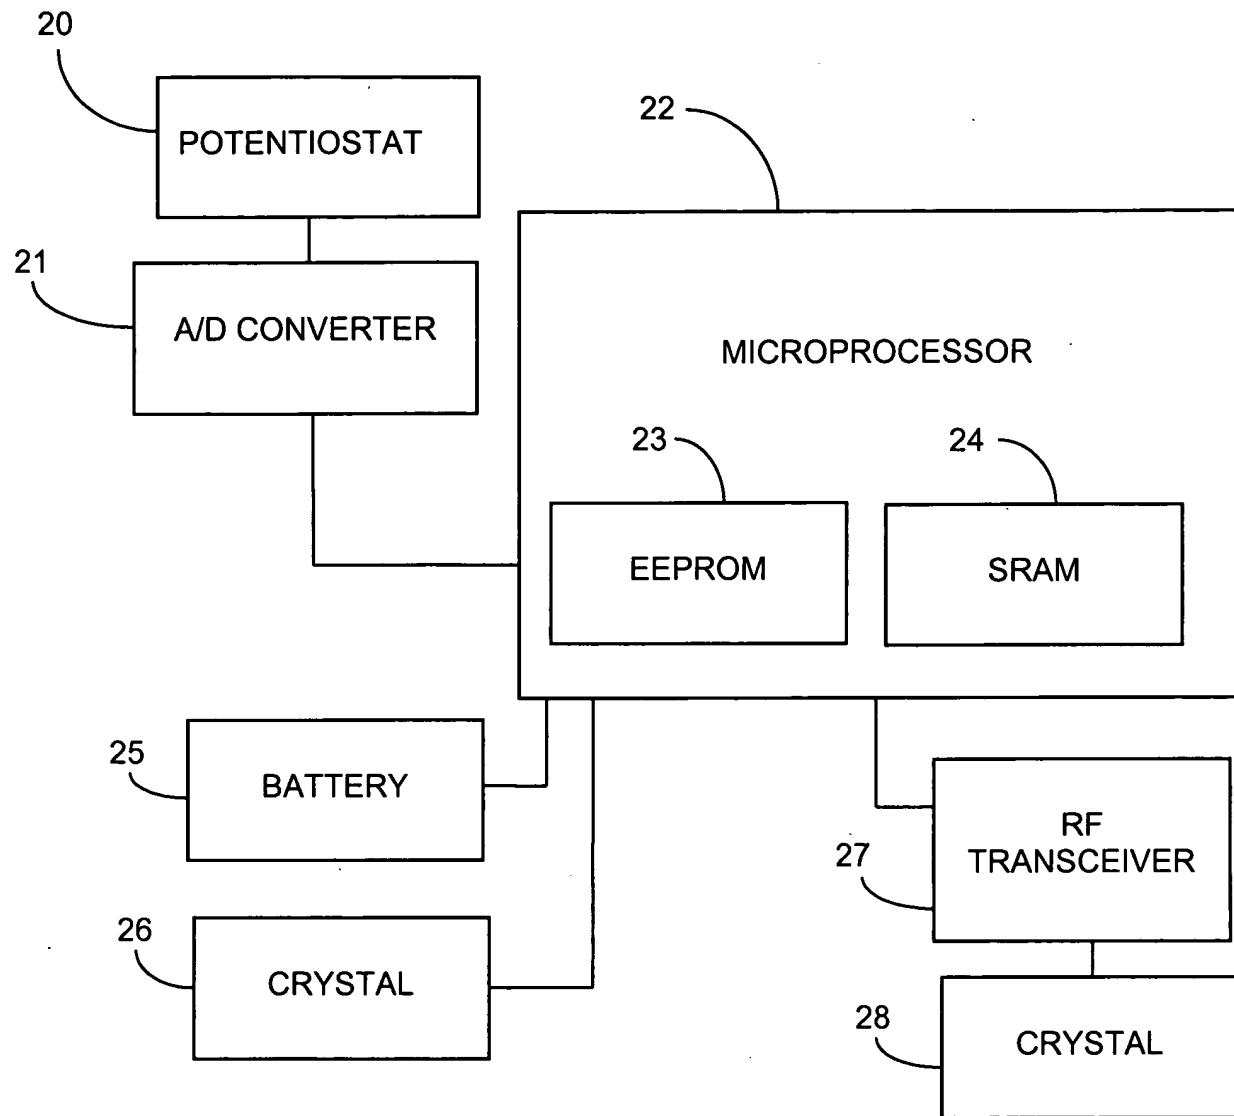 20
POTENTIOSTAT
22
21
A/D CONVERTER
MICROPROCESSOR
23
24
EEPROM
SRAM
25
BATTERY
RF
TRANSCEIVER
27
26
CRYSTAL
28
CRYSTAL